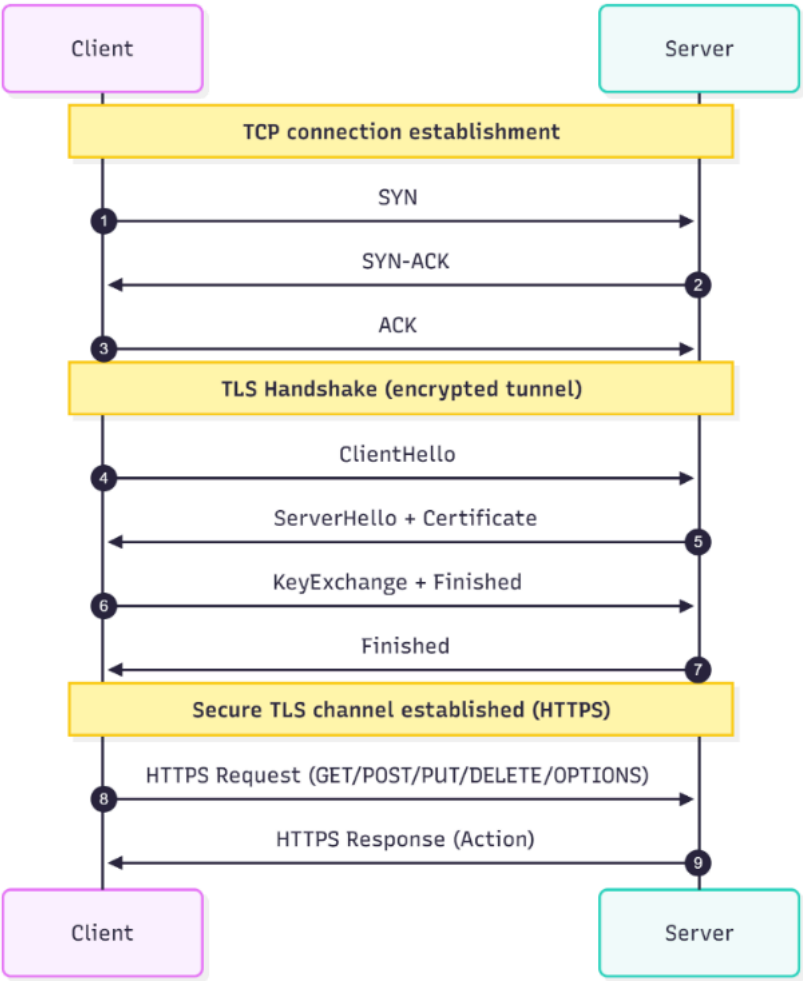 Client
Server
TCP connection establishment
SYN
1
SYN-ACK
2
ACK
3
TLS Handshake (encrypted tunnel)
ClientHello
4
ServerHello + Certificate
5
KeyExchange + Finished
6
Finished
7
Secure TLS channel established (HTTPS)
HTTPS Request (GET/POST/PUT/DELETE/OPTIONS)
8
HTTPS Response (Action)
9
Client
Server